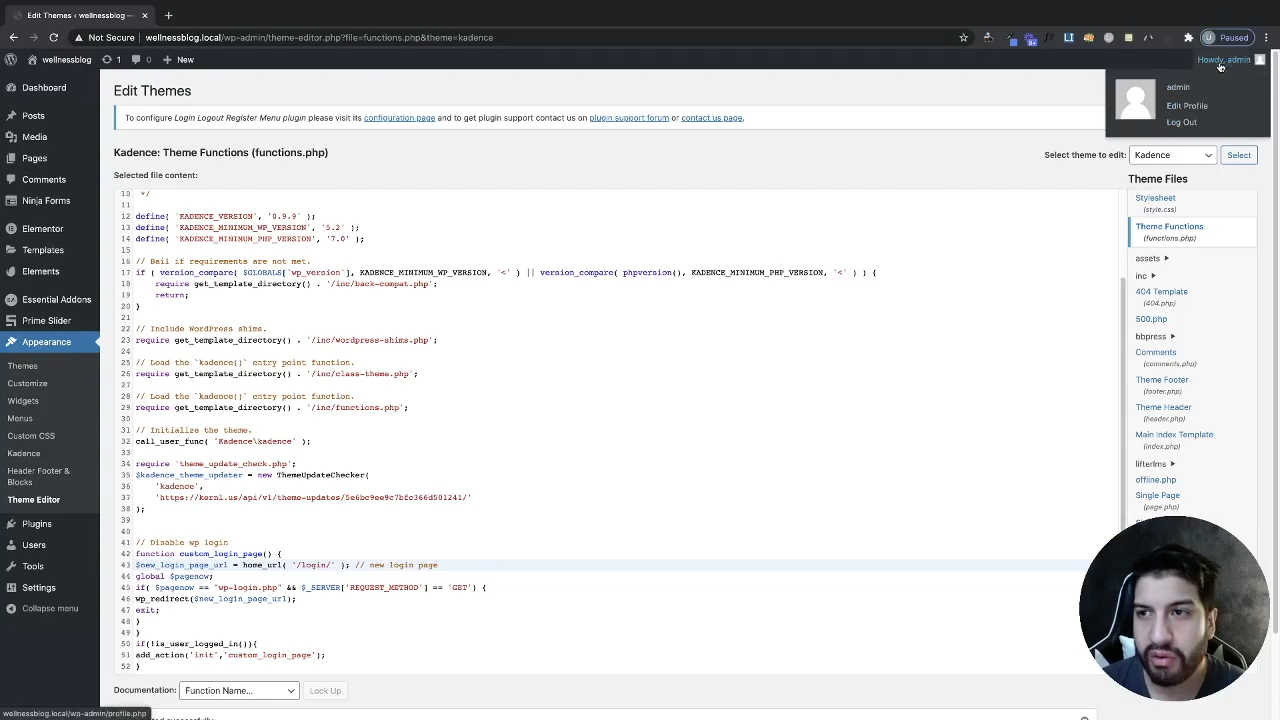 Edit Themes ‹ wellnessblog —
Not Secure
wellnessblog.local/wp-admin/theme-editor.php?file=functions.php&theme=kadence
9+
LI
U Paused
wellnessblog
1
0
New
Howdy, admin
admin
Edit Profile
Log Out
Dashboard
Posts
Media
Pages
Comments
Ninja Forms
Elementor
Templates
Elements
Essential Addons
Prime Slider
Appearance
Themes
Customize
Widgets
Menus
Custom CSS
Kadence
Header Footer &
Blocks
Theme Editor
Plugins
Users
Tools
Settings
Collapse menu
Edit Themes
To configure Login Logout Register Menu plugin please visit its configuration page and to get plugin support contact us on plugin support forum or contact us page.
Kadence: Theme Functions (functions.php)
Select theme to edit: Kadence Select
Selected file content:
10 */
11
12 define( 'KADENCE_VERSION', '0.9.9' );
13 define( 'KADENCE_MINIMUM_WP_VERSION', '5.2' );
14 define( 'KADENCE_MINIMUM_PHP_VERSION', '7.0' );
15
16 // Bail if requirements are not met.
17 if ( version_compare( $GLOBALS['wp_version'], KADENCE_MINIMUM_WP_VERSION, '<' ) || version_compare( phpversion(), KADENCE_MINIMUM_PHP_VERSION, '<' ) ) {
18 require get_template_directory() . '/inc/back-compat.php';
19 return;
20 }
21
22 // Include WordPress shims.
23 require get_template_directory() . '/inc/wordpress-shims.php';
24
25 // Load the `kadence()` entry point function.
26 require get_template_directory() . '/inc/class-theme.php';
27
28 // Load the `kadence()` entry point function.
29 require get_template_directory() . '/inc/functions.php';
30
31 // Initialize the theme.
32 call_user_func( 'Kadence\kadence' );
33
34 require 'theme_update_check.php';
35 $kadence_theme_updater = new ThemeUpdateChecker(
36 'kadence',
37 'https://kernl.us/api/v1/theme-updates/5e6bc9ee9c7bfc366d501241/'
38 );
39
40
41 // Disable wp login
42 function custom_login_page() {
43 $new_login_page_url = home_url( '/login/' ); // new login page
44 global $pagenow;
45 if( $pagenow == "wp-login.php" && $_SERVER['REQUEST_METHOD'] == 'GET') {
46 wp_redirect($new_login_page_url);
47 exit;
48 }
49 }
50 if(!is_user_logged_in()){
51 add_action('init','custom_login_page');
52 }
Theme Files
Stylesheet
(style.css)
Theme Functions
(functions.php)
assets
inc
404 Template
(404.php)
500.php
bbpress
Comments
(comments.php)
Theme Footer
(footer.php)
Theme Header
(header.php)
Main Index Template
(index.php)
lifterlms
offline.php
Single Page
(page.php)
Documentation: Function Name... Look Up
wellnessblog.local/wp-admin/profile.php